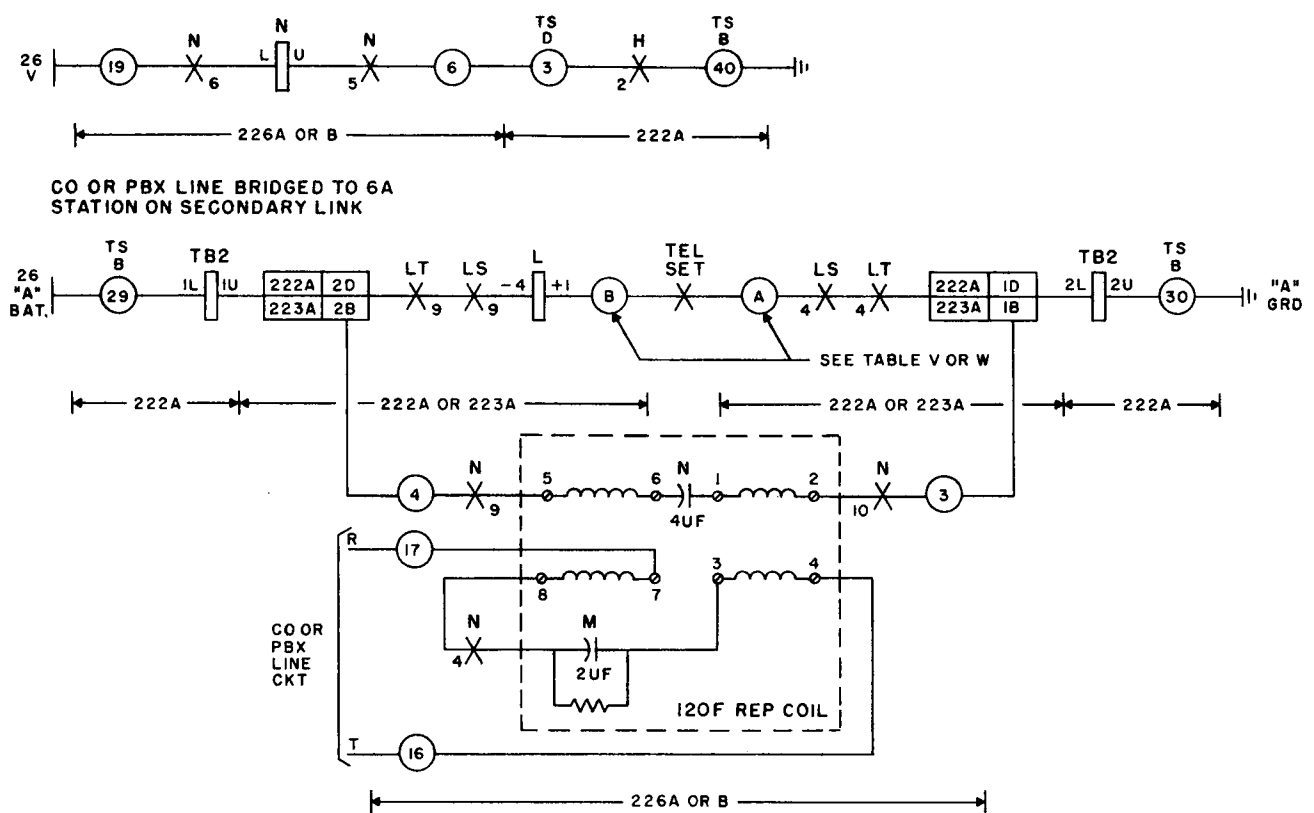 26 V
19
N
6
L N U
N
5
6
TS D
3
H
2
TS B
40
226A OR B
222A
CO OR PBX LINE BRIDGED TO 6A
STATION ON SECONDARY LINK
26 "A" BAT.
TS B
29
TB2
1L 1U
222A 2D
223A 2B
LT
9
LS
9
L
-4 +1
B
TEL SET
A
LS
4
LT
4
222A 1D
223A 1B
TB2
2L 2U
TS B
30
"A" GRD
SEE TABLE V OR W
222A
222A OR 223A
222A OR 223A
222A
4
N
9
5
6
N
4UF
1
2
N
10
3
R
17
8
7
3
4
CO OR
PBX
LINE
CKT
N
4
M
2UF
120F REP COIL
T
16
226A OR B